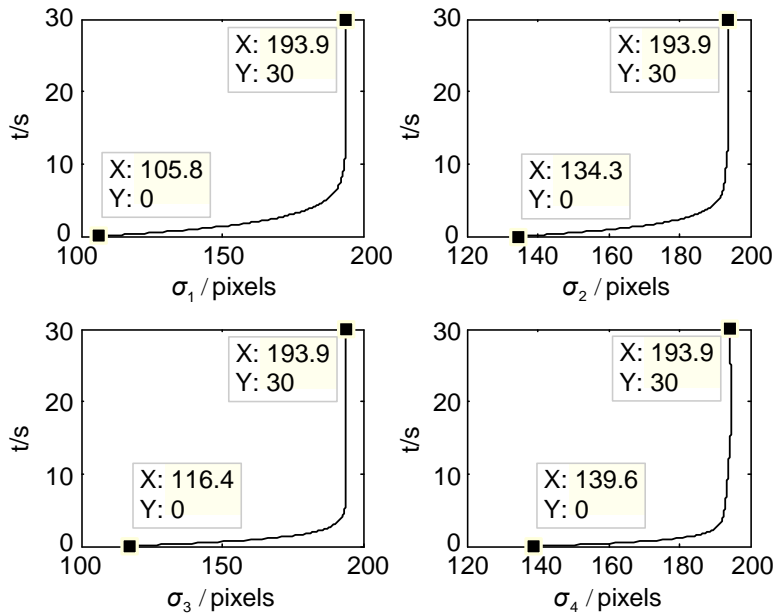 30
20
10
0
t/s
X: 193.9
Y: 30
X: 105.8
Y: 0
100
150
200
σ1 / pixels
30
20
10
0
t/s
X: 193.9
Y: 30
X: 134.3
Y: 0
120
140
160
180
200
σ2 / pixels
30
20
10
0
t/s
X: 193.9
Y: 30
X: 116.4
Y: 0
100
150
200
σ3 / pixels
30
20
10
0
t/s
X: 193.9
Y: 30
X: 139.6
Y: 0
120
140
160
180
200
σ4 / pixels